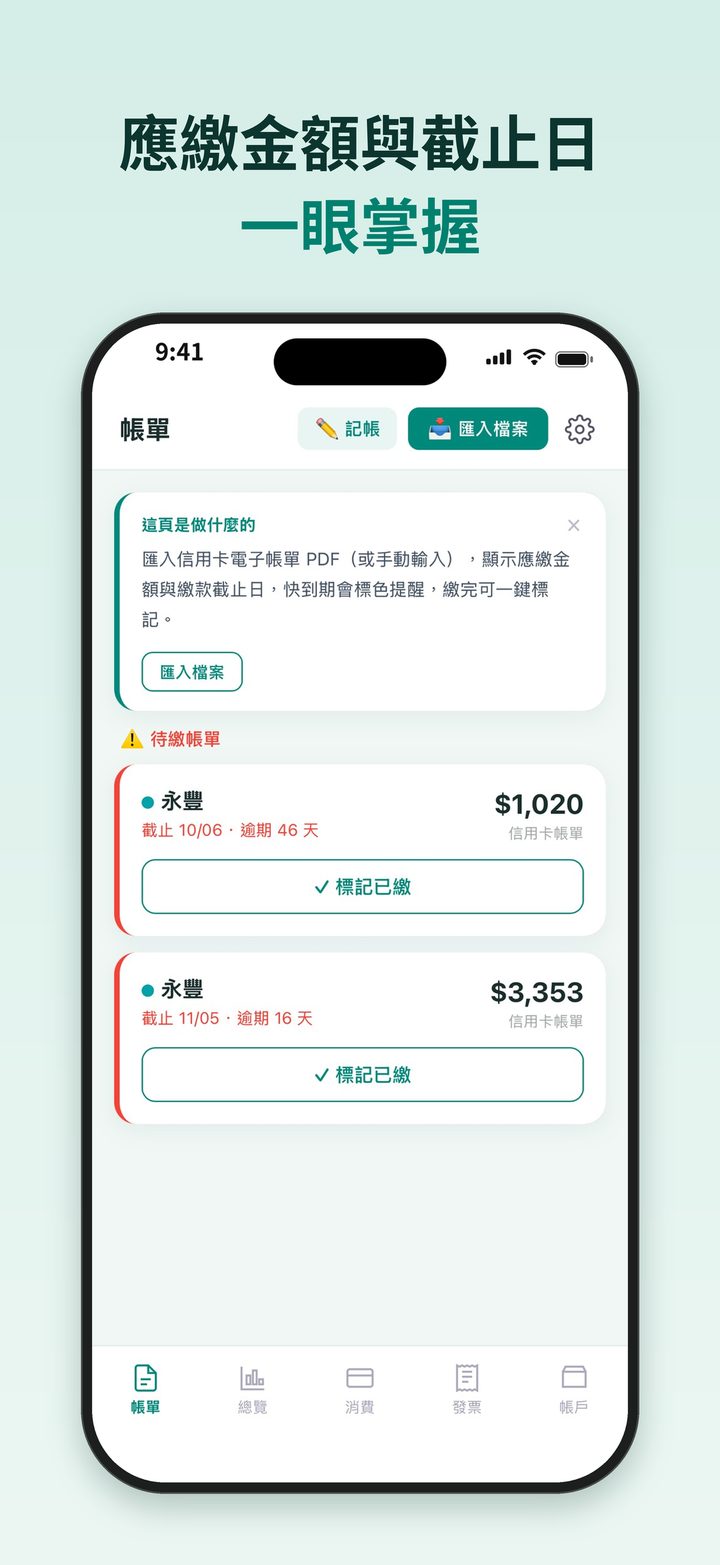 應繳金額與截止日
一眼掌握
9:41
帳單
✏️ 記帳
📥 匯入檔案
這頁是做什麼的
匯入信用卡電子帳單 PDF（或手動輸入），顯示應繳金
額與繳款截止日，快到期會標色提醒，繳完可一鍵標
記。
匯入檔案
⚠️ 待繳帳單
永豐
$1,020
截止 10/06 · 逾期 46 天
信用卡帳單
✓ 標記已繳
永豐
$3,353
截止 11/05 · 逾期 16 天
信用卡帳單
✓ 標記已繳
帳單
總覽
消費
發票
帳戶